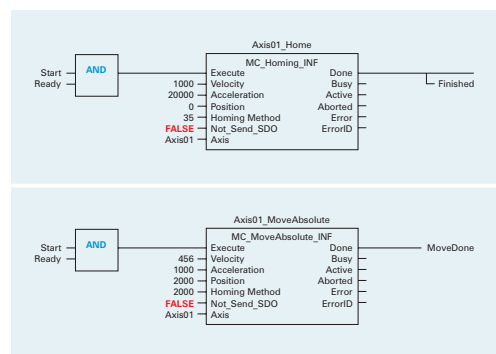 Axis01_Home
MC_Homing_INF
Start AND Execute Done
Ready 1000 Velocity Busy Finished
20000 Acceleration Active
0 Position Aborted
35 Homing Method Error
FALSE Not_Send_SDO ErrorID
Axis01 Axis
Axis01_MoveAbsolute
MC_MoveAbsolute_INF
Start AND Execute Done MoveDone
Ready 456 Velocity Busy
1000 Acceleration Active
2000 Position Aborted
2000 Homing Method Error
FALSE Not_Send_SDO ErrorID
Axis01 Axis